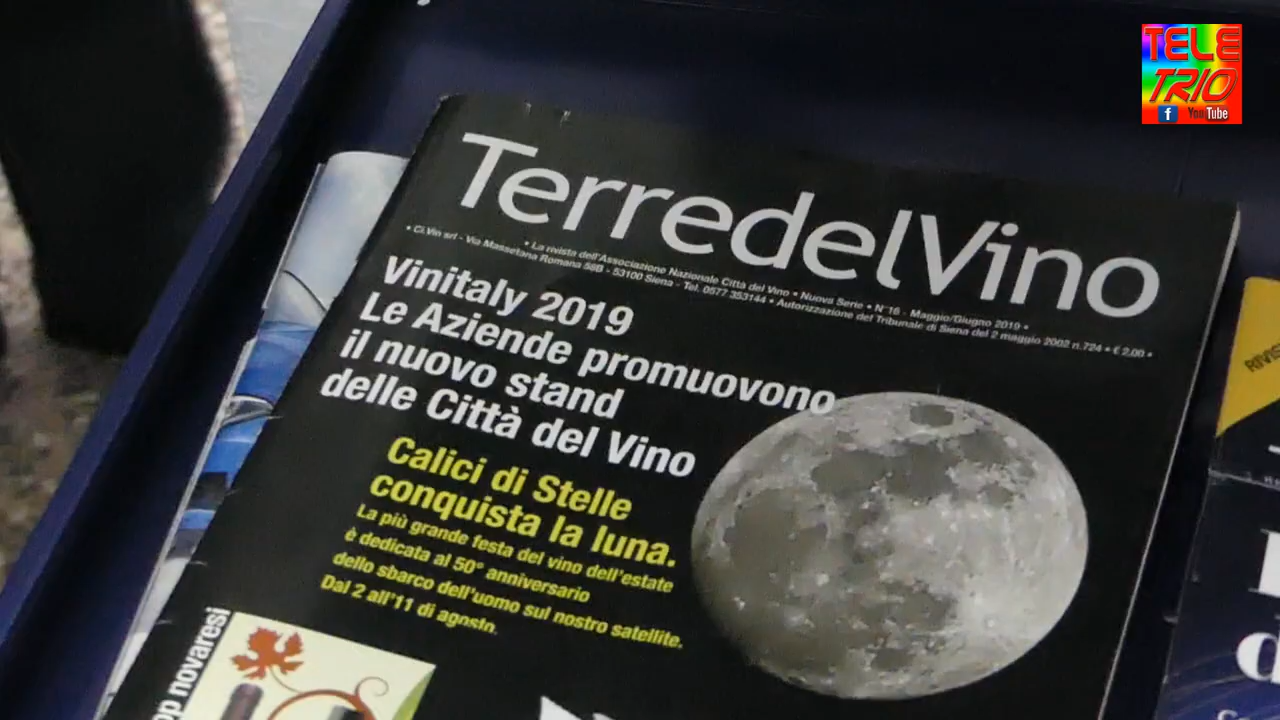 TELE
TRIO
f YouTube
TerredelVino
• La rivista dell'Associazione Nazionale Città del Vino • Nuova Serie • N°16 - Maggio/Giugno 2019 •
• Ci.Vin srl - Via Massetana Romana 58B - 53100 Siena - Tel. 0577 353144 • Autorizzazione del Tribunale di Siena del 2 maggio 2002 n.724 • € 2,00 •
Vinitaly 2019
Le Aziende promuovono
il nuovo stand
delle Città del Vino
Calici di Stelle
conquista la luna.
La più grande festa del vino dell'estate
è dedicata al 50° anniversario
dello sbarco dell'uomo sul nostro satellite.
Dal 2 all'11 di agosto.
novaresi